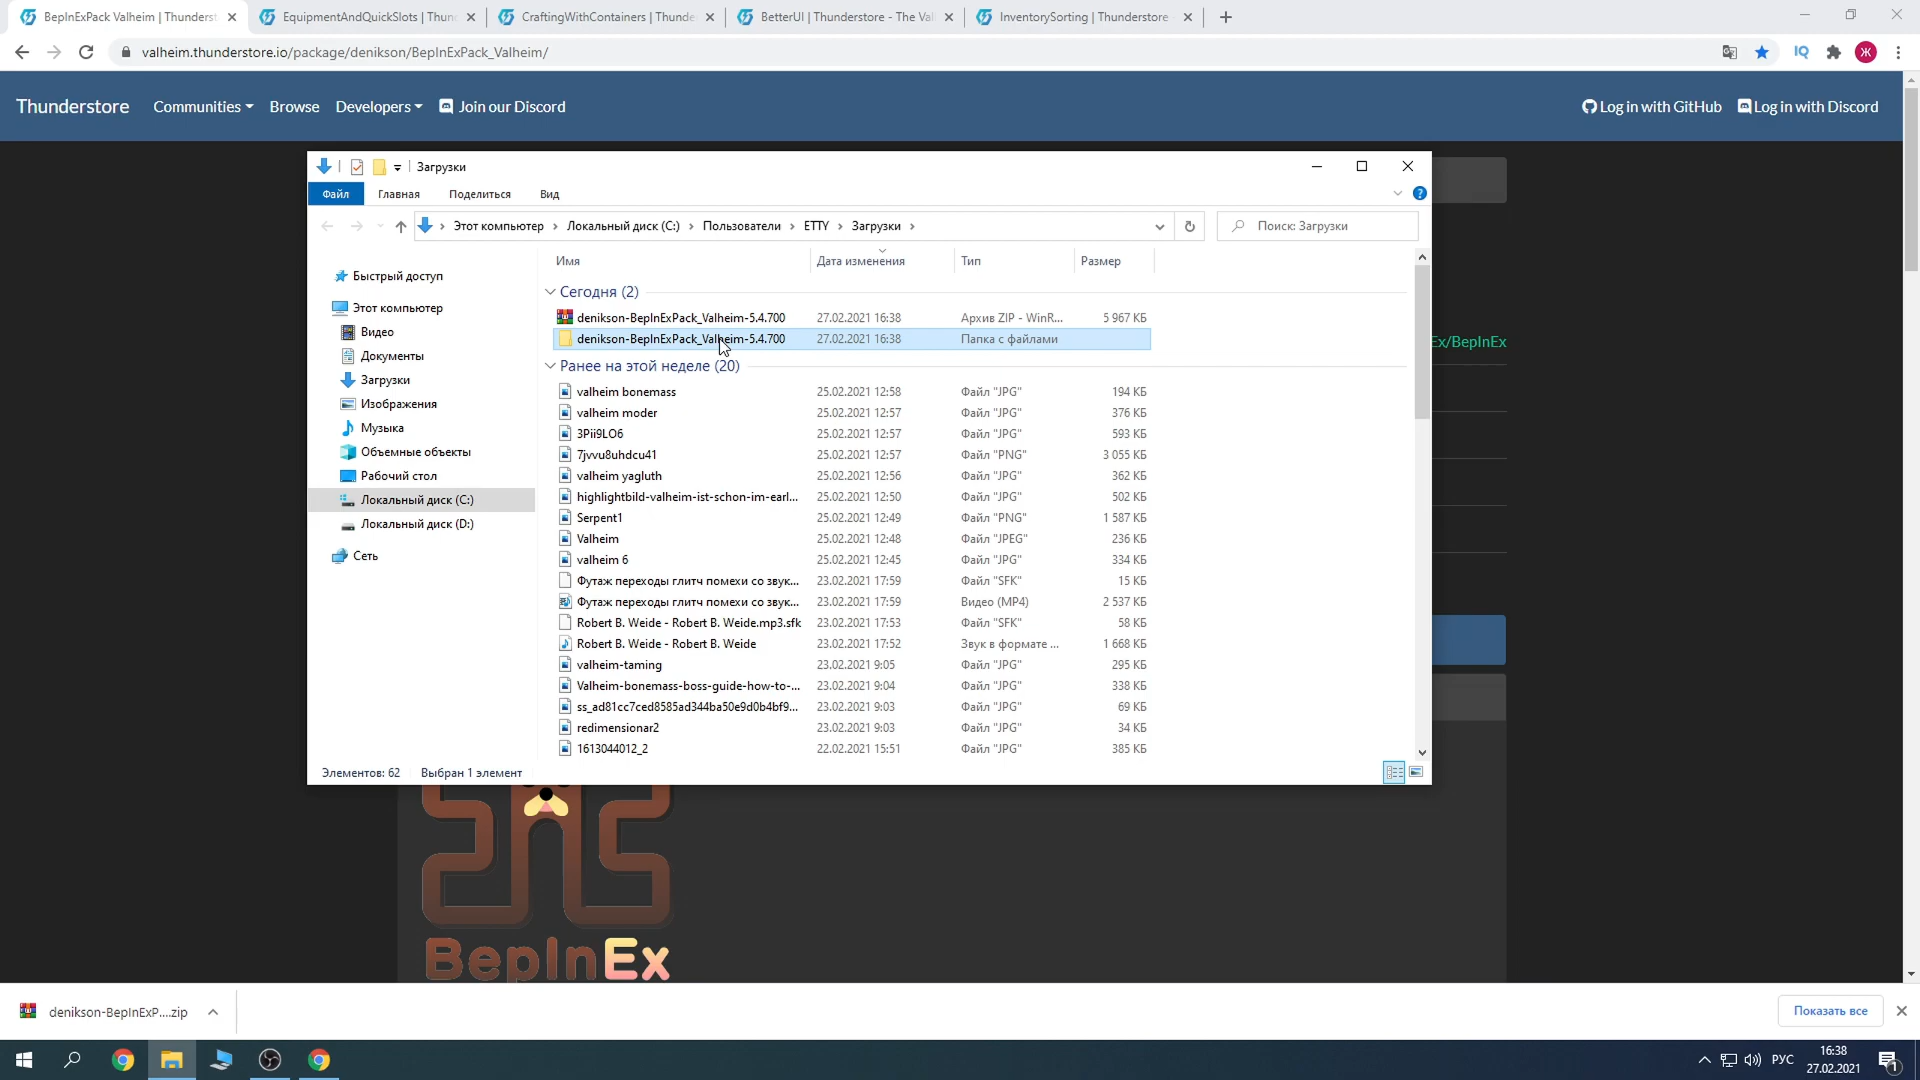 BepInExPack Valheim | Thunderst
EquipmentAndQuickSlots | Thund
CraftingWithContainers | Thunde
BetterUI | Thunderstore - The Val
InventorySorting | Thunderstore
valheim.thunderstore.io/package/denikson/BepInExPack_Valheim/
IQ
Ж
Thunderstore
Communities
Browse
Developers
Join our Discord
Log in with GitHub
Log in with Discord
Загрузки
Файл
Главная
Поделиться
Вид
Этот компьютер > Локальный диск (C:) > Пользователи > ETTY > Загрузки >
Поиск: Загрузки
Быстрый доступ
Этот компьютер
Видео
Документы
Загрузки
Изображения
Музыка
Объемные объекты
Рабочий стол
Локальный диск (C:)
Локальный диск (D:)
Сеть
Имя Дата изменения Тип Размер
Сегодня (2)
denikson-BepInExPack_Valheim-5.4.700 27.02.2021 16:38 Архив ZIP - WinR... 5 967 КБ
denikson-BepInExPack_Valheim-5.4.700 27.02.2021 16:38 Папка с файлами
Ранее на этой неделе (20)
valheim bonemass 25.02.2021 12:58 Файл "JPG" 194 КБ
valheim moder 25.02.2021 12:57 Файл "JPG" 376 КБ
3Pii9LO6 25.02.2021 12:57 Файл "JPG" 593 КБ
7jvvu8uhdcu41 25.02.2021 12:57 Файл "PNG" 3 055 КБ
valheim yagluth 25.02.2021 12:56 Файл "JPG" 362 КБ
highlightbild-valheim-ist-schon-im-earl... 25.02.2021 12:50 Файл "JPG" 502 КБ
Serpent1 25.02.2021 12:49 Файл "PNG" 1 587 КБ
Valheim 25.02.2021 12:48 Файл "JPEG" 236 КБ
valheim 6 25.02.2021 12:45 Файл "JPG" 334 КБ
Футаж переходы глитч помехи со звук... 23.02.2021 17:59 Файл "SFK" 15 КБ
Футаж переходы глитч помехи со звук... 23.02.2021 17:59 Видео (MP4) 2 537 КБ
Robert B. Weide - Robert B. Weide.mp3.sfk 23.02.2021 17:53 Файл "SFK" 58 КБ
Robert B. Weide - Robert B. Weide 23.02.2021 17:52 Звук в формате ... 1 668 КБ
valheim-taming 23.02.2021 9:05 Файл "JPG" 295 КБ
Valheim-bonemass-boss-guide-how-to-... 23.02.2021 9:04 Файл "JPG" 338 КБ
ss_ad81cc7ced8585ad344ba50e9d0b4bf9... 23.02.2021 9:03 Файл "JPG" 69 КБ
redimensionar2 23.02.2021 9:03 Файл "JPG" 34 КБ
1613044012_2 22.02.2021 15:51 Файл "JPG" 385 КБ
Элементов: 62 Выбран 1 элемент
Ex/BepInEx
BepInEx
denikson-BepInExP....zip
Показать все
РУС
16:38
27.02.2021
1